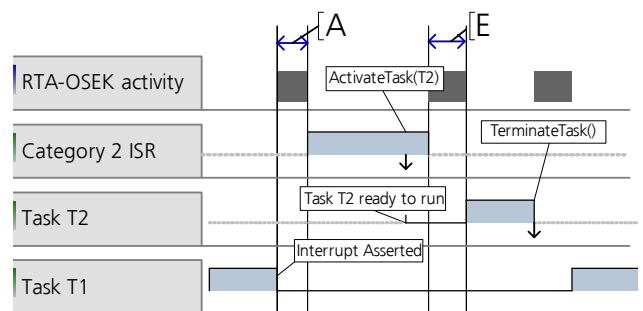 [A
[E
RTA-OSEK activity
ActivateTask(T2)
Category 2 ISR
TerminateTask()
Task T2
Task T2 ready to run
Interrupt Asserted
Task T1